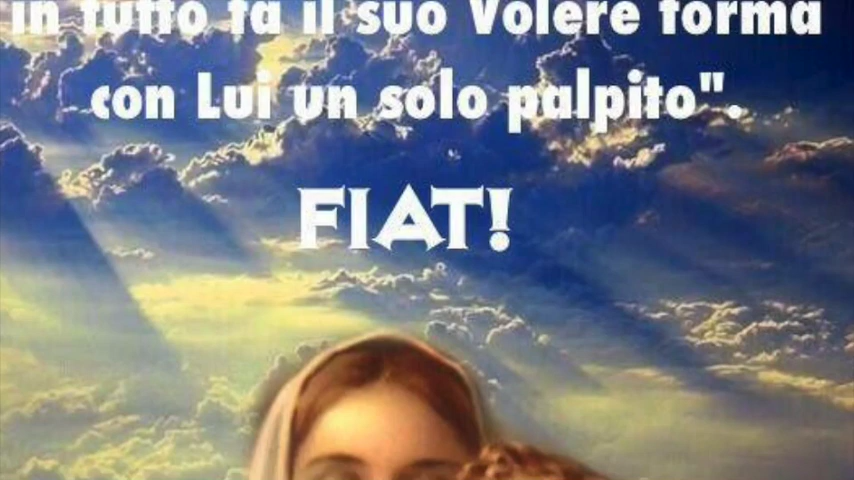 in tutto fa il suo Volere forma
con Lui un solo palpito".
FIAT!